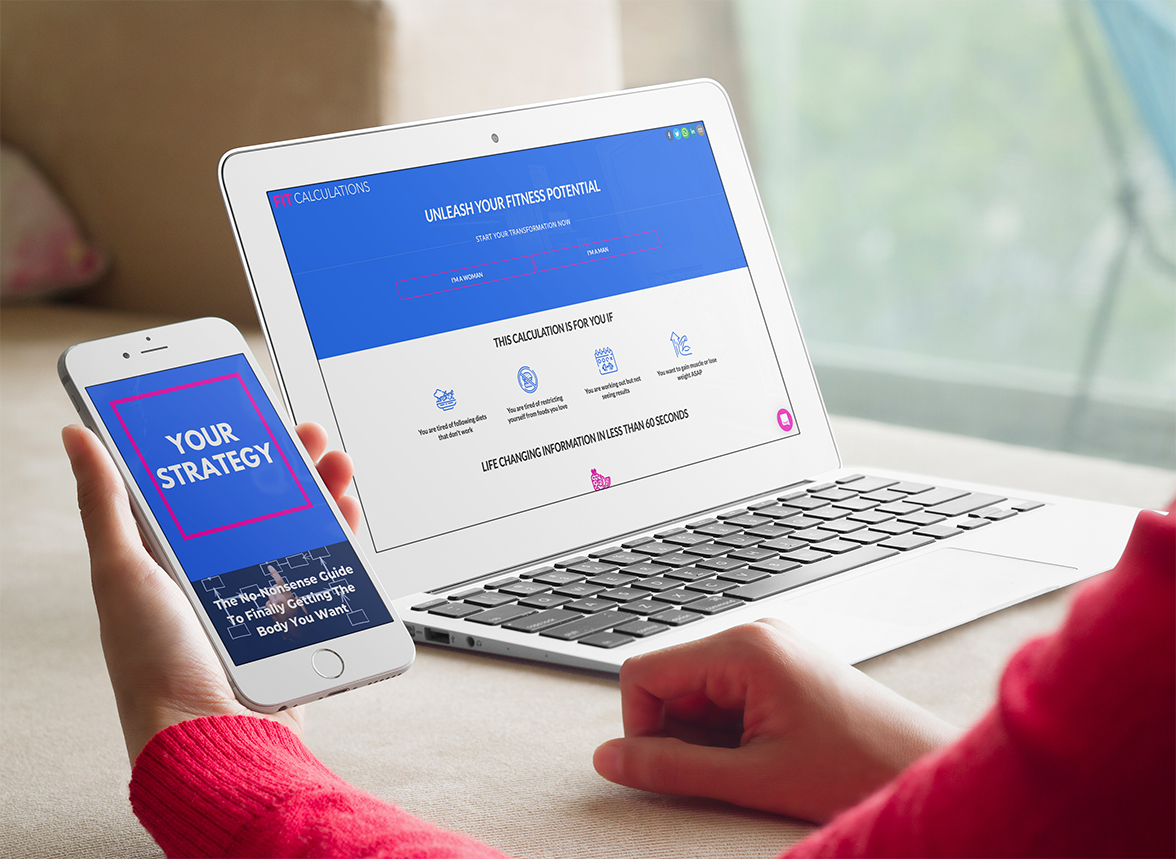 FIT CALCULATIONS
UNLEASH YOUR FITNESS POTENTIAL
START YOUR TRANSFORMATION NOW
I'M A WOMAN
I'M A MAN
THIS CALCULATION IS FOR YOU IF
You are tired of following diets
that don't work
You are tired of restricting
yourself from foods you love
You are working out but not
seeing results
You want to gain muscle or lose
weight ASAP
LIFE CHANGING INFORMATION IN LESS THAN 60 SECONDS
YOUR
STRATEGY
The No-Nonsense Guide
To Finally Getting The
Body You Want